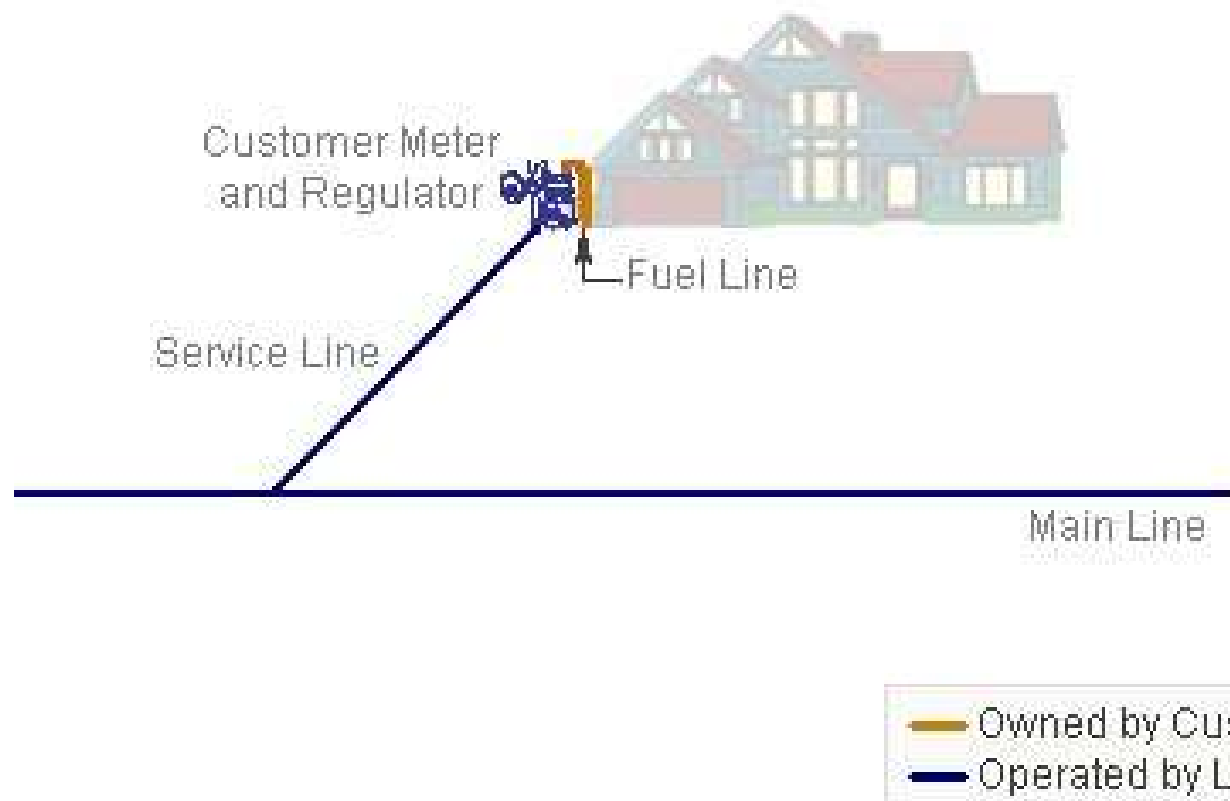 Customer Meter
and Regulator
Fuel Line
Service Line
Main Line
Owned by Cus
Operated by L